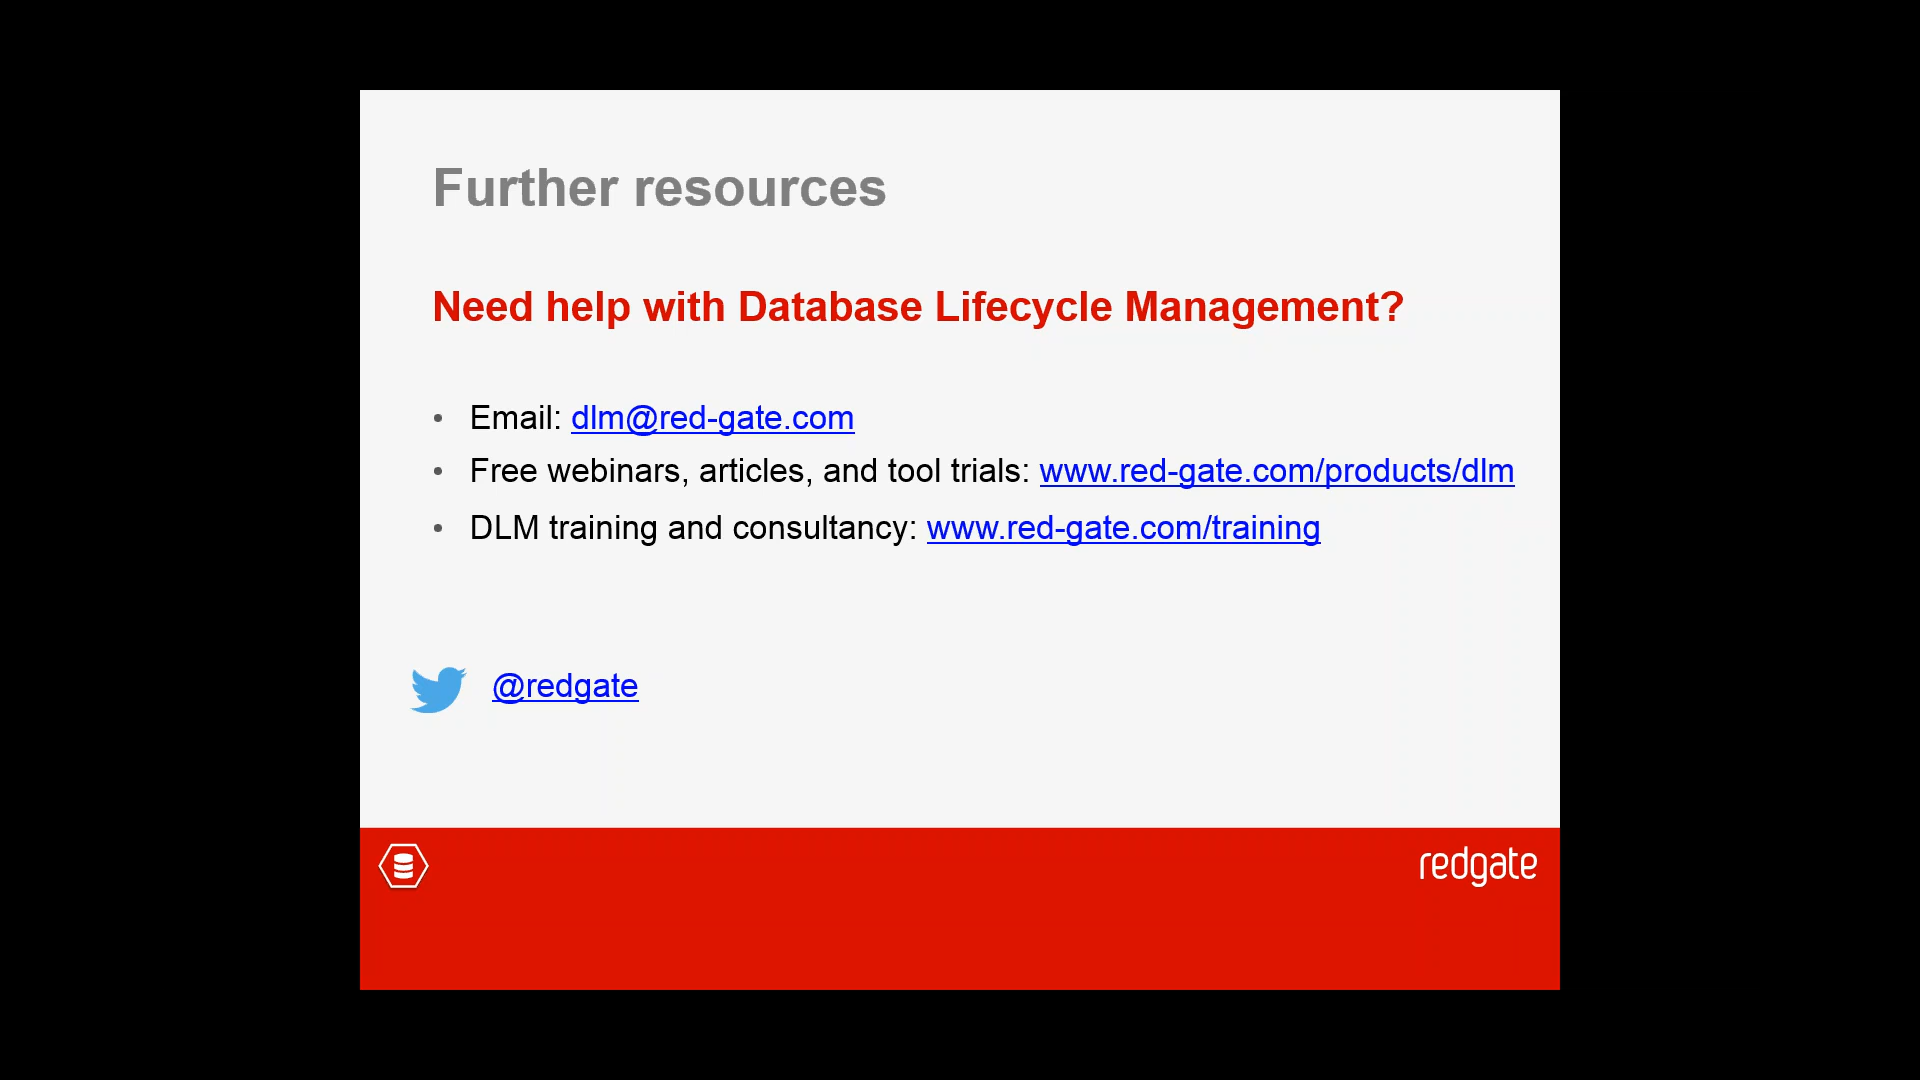 Further resources
Need help with Database Lifecycle Management?
• Email: dlm@red-gate.com
• Free webinars, articles, and tool trials: www.red-gate.com/products/dlm
• DLM training and consultancy: www.red-gate.com/training
@redgate
redgate